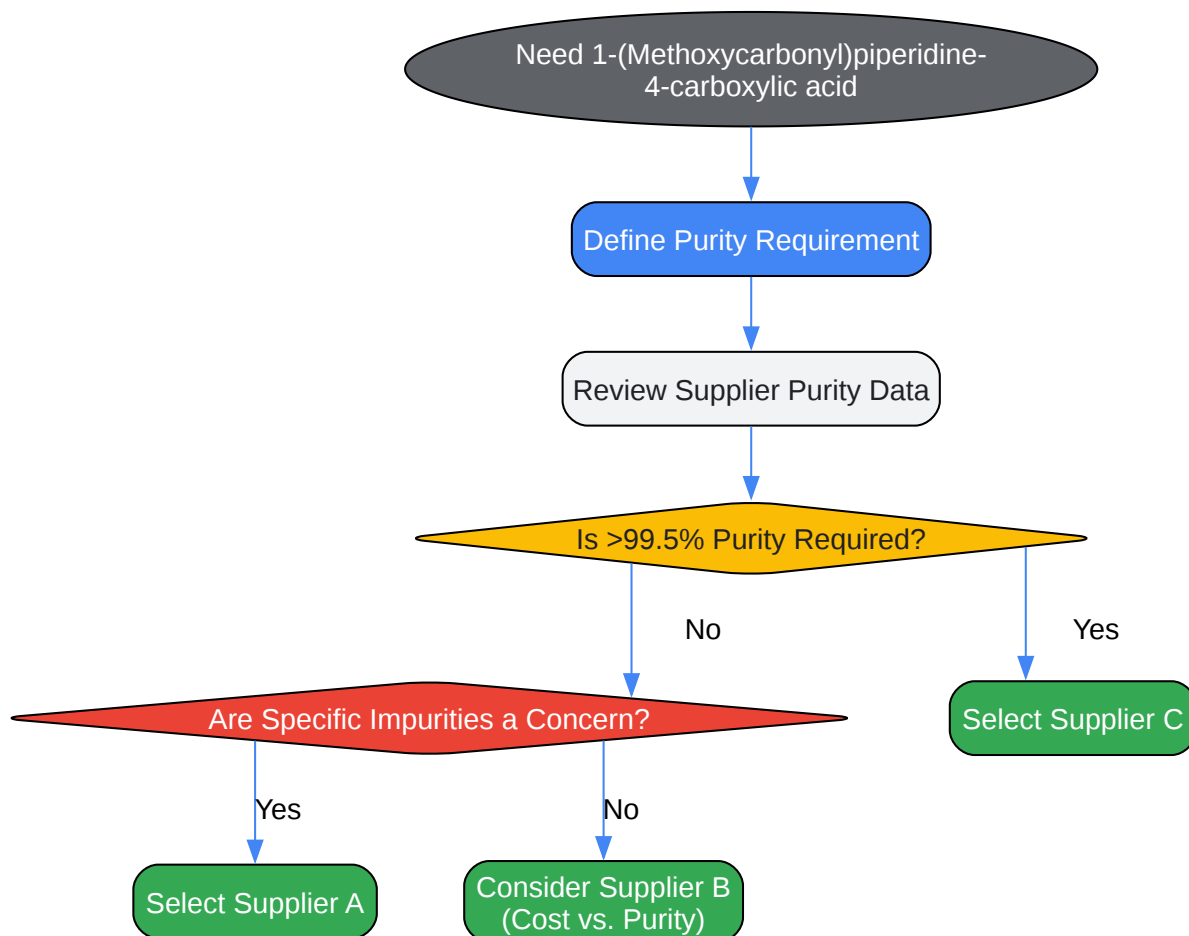 Need 1-(Methoxycarbonyl)piperidine-
4-carboxylic acid
Define Purity Requirement
Review Supplier Purity Data
Is >99.5% Purity Required?
No
Yes
Are Specific Impurities a Concern?
Select Supplier C
Yes
No
Select Supplier A
Consider Supplier B
(Cost vs. Purity)